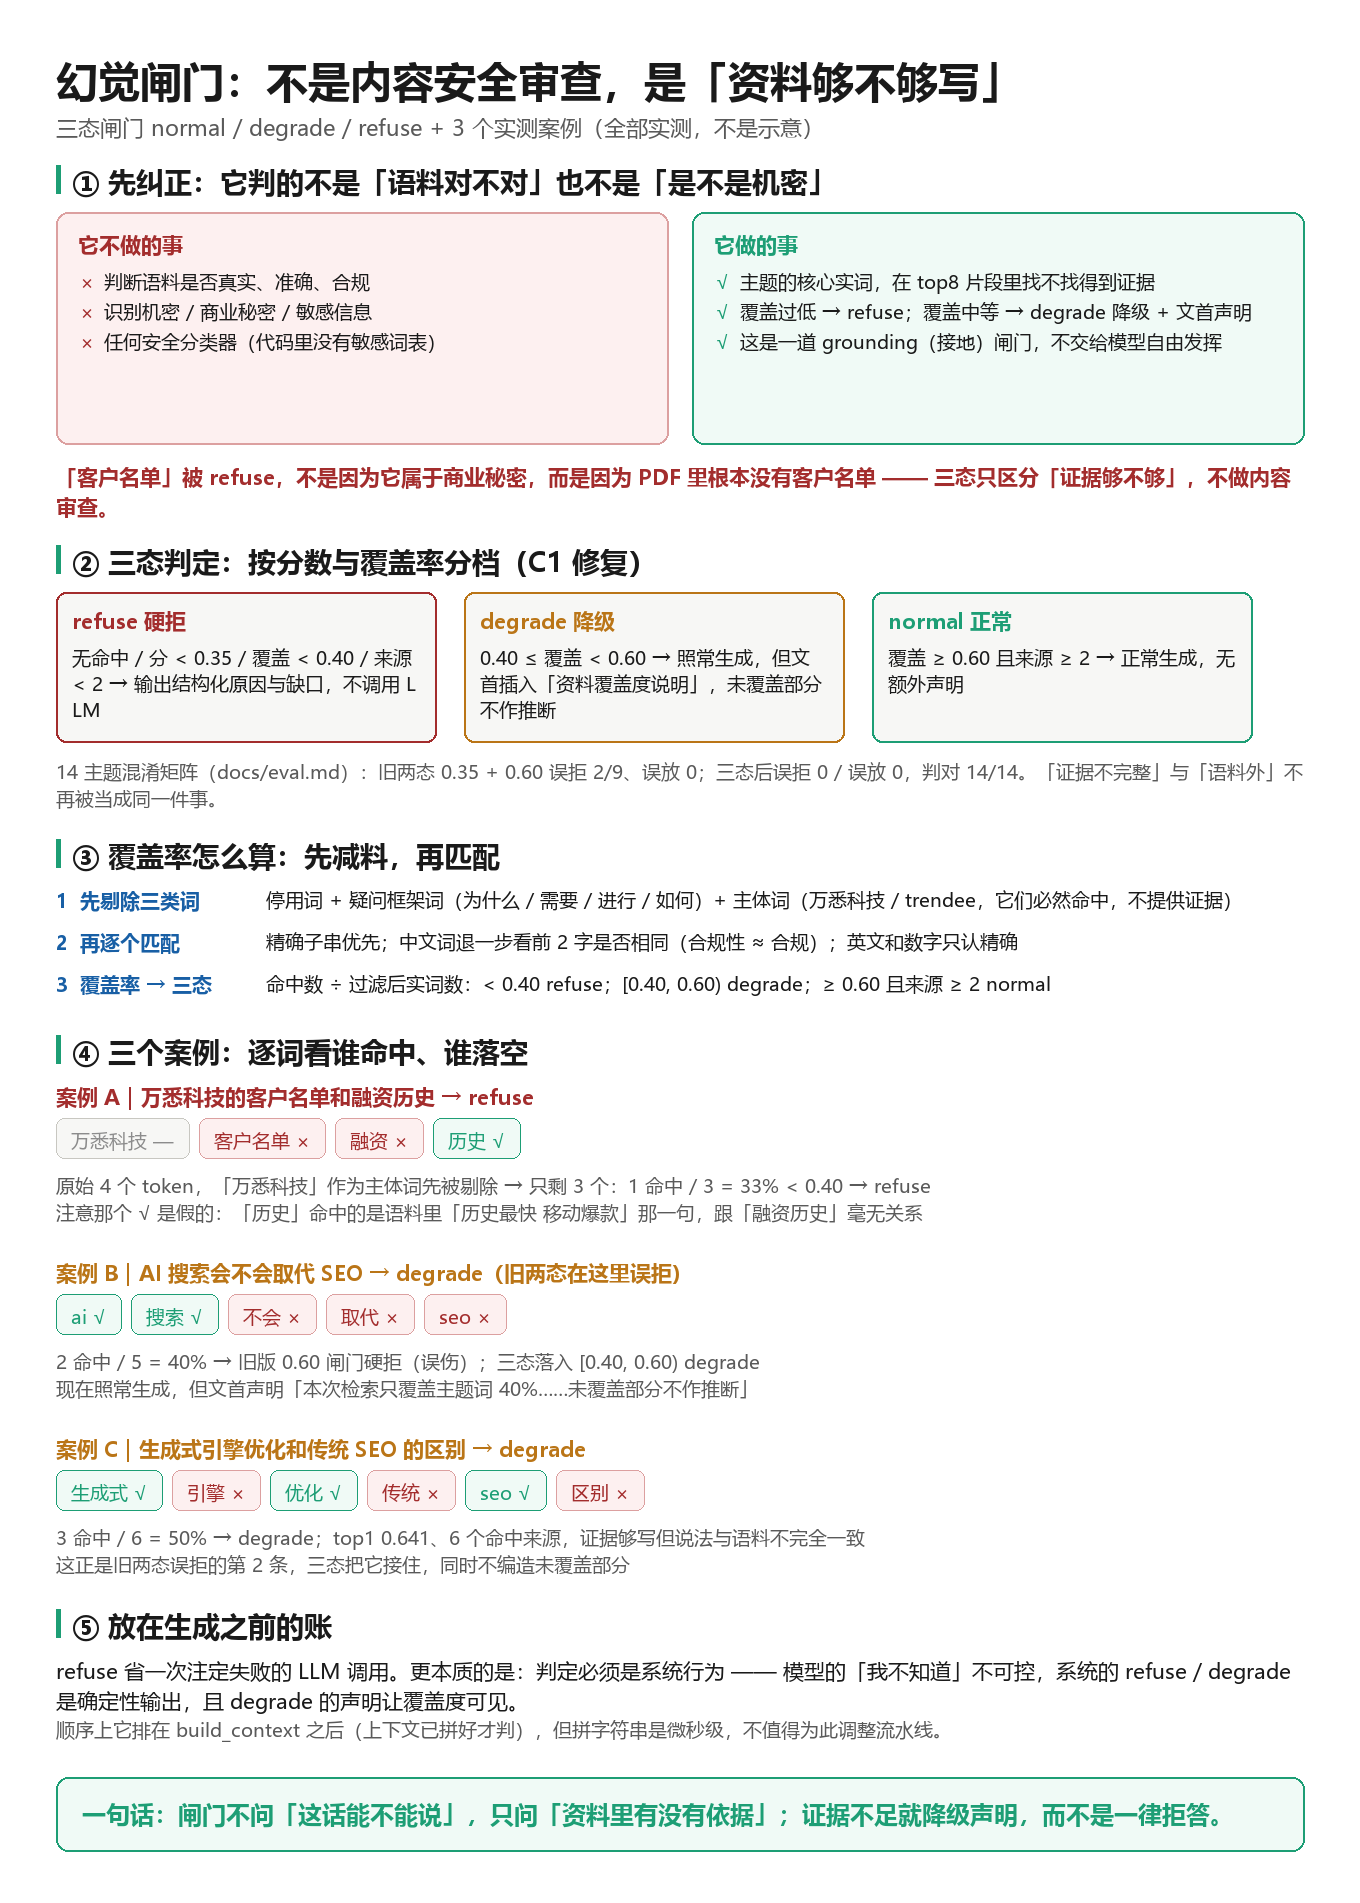 幻觉闸门：不是内容安全审查，是「资料够不够写」
三态闸门 normal / degrade / refuse + 3 个实测案例（全部实测，不是示意）
① 先纠正：它判的不是「语料对不对」也不是「是不是机密」
它不做的事
× 判断语料是否真实、准确、合规
× 识别机密 / 商业秘密 / 敏感信息
× 任何安全分类器（代码里没有敏感词表）
它做的事
√ 主题的核心实词，在 top8 片段里找不找得到证据
√ 覆盖过低 → refuse；覆盖中等 → degrade 降级 + 文首声明
√ 这是一道 grounding（接地）闸门，不交给模型自由发挥
「客户名单」被 refuse，不是因为它属于商业秘密，而是因为 PDF 里根本没有客户名单 —— 三态只区分「证据够不够」，不做内容
审查。
② 三态判定：按分数与覆盖率分档（C1 修复）
refuse 硬拒
无命中 / 分 < 0.35 / 覆盖 < 0.40 / 来源
< 2 → 输出结构化原因与缺口，不调用 L
LM
degrade 降级
0.40 ≤ 覆盖 < 0.60 → 照常生成，但文
首插入「资料覆盖度说明」，未覆盖部分
不作推断
normal 正常
覆盖 ≥ 0.60 且来源 ≥ 2 → 正常生成，无
额外声明
14 主题混淆矩阵（docs/eval.md）：旧两态 0.35 + 0.60 误拒 2/9、误放 0；三态后误拒 0 / 误放 0，判对 14/14。「证据不完整」与「语料外」不
再被当成同一件事。
③ 覆盖率怎么算：先减料，再匹配
1 先剔除三类词 停用词 + 疑问框架词（为什么 / 需要 / 进行 / 如何）+ 主体词（万悉科技 / trendee，它们必然命中，不提供证据）
2 再逐个匹配 精确子串优先；中文词退一步看前 2 字是否相同（合规性 ≈ 合规）；英文和数字只认精确
3 覆盖率 → 三态 命中数 ÷ 过滤后实词数：< 0.40 refuse；[0.40, 0.60) degrade；≥ 0.60 且来源 ≥ 2 normal
④ 三个案例：逐词看谁命中、谁落空
案例 A｜万悉科技的客户名单和融资历史 → refuse
万悉科技 — 客户名单 × 融资 × 历史 √
原始 4 个 token，「万悉科技」作为主体词先被剔除 → 只剩 3 个：1 命中 / 3 = 33% < 0.40 → refuse
注意那个 √ 是假的：「历史」命中的是语料里「历史最快 移动爆款」那一句，跟「融资历史」毫无关系
案例 B｜AI 搜索会不会取代 SEO → degrade（旧两态在这里误拒）
ai √ 搜索 √ 不会 × 取代 × seo ×
2 命中 / 5 = 40% → 旧版 0.60 闸门硬拒（误伤）；三态落入 [0.40, 0.60) degrade
现在照常生成，但文首声明「本次检索只覆盖主题词 40%……未覆盖部分不作推断」
案例 C｜生成式引擎优化和传统 SEO 的区别 → degrade
生成式 √ 引擎 × 优化 √ 传统 × seo √ 区别 ×
3 命中 / 6 = 50% → degrade；top1 0.641、6 个命中来源，证据够写但说法与语料不完全一致
这正是旧两态误拒的第 2 条，三态把它接住，同时不编造未覆盖部分
⑤ 放在生成之前的账
refuse 省一次注定失败的 LLM 调用。更本质的是：判定必须是系统行为 —— 模型的「我不知道」不可控，系统的 refuse / degrade
是确定性输出，且 degrade 的声明让覆盖度可见。
顺序上它排在 build_context 之后（上下文已拼好才判），但拼字符串是微秒级，不值得为此调整流水线。
一句话：闸门不问「这话能不能说」，只问「资料里有没有依据」；证据不足就降级声明，而不是一律拒答。